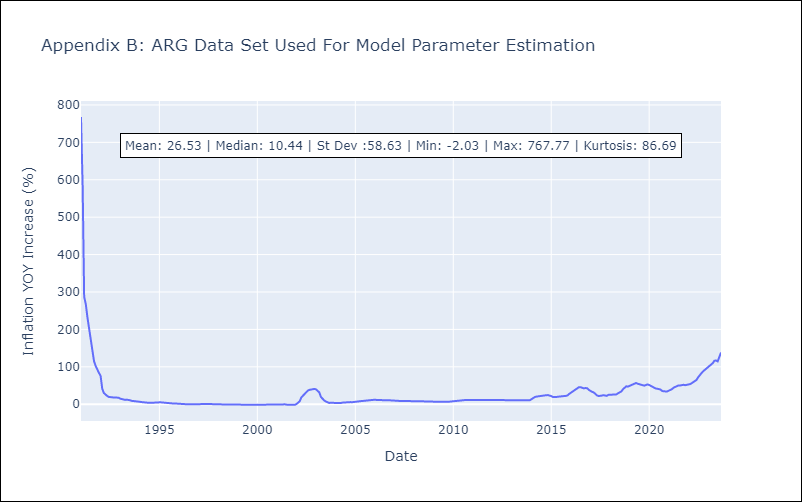 Appendix B: ARG Data Set Used For Model Parameter Estimation
800
Mean: 26.53 | Median: 10.44 | St Dev :58.63 | Min: -2.03 | Max: 767.77 | Kurtosis: 86.69
700
600
500
400
300
200
100
0
Inflation YOY Increase (%)
1995 2000 2005 2010 2015 2020
Date